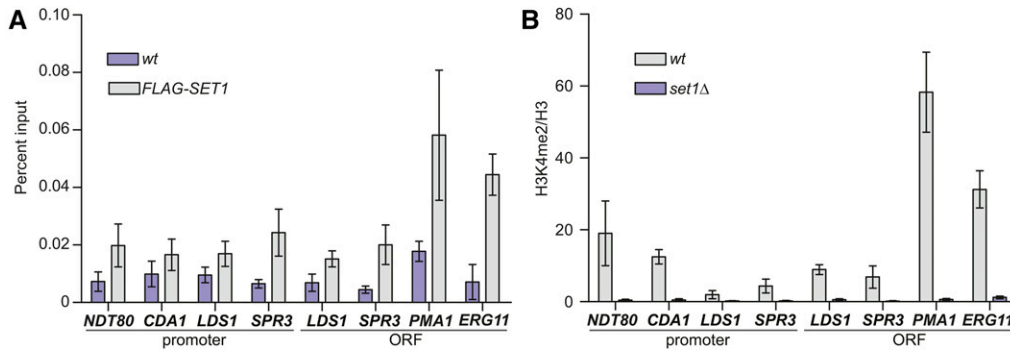 A
Percent input
0.10
0.08
0.06
0.04
0.02
0
wt
FLAG-SET1
NDT80 CDA1 LDS1 SPR3 LDS1 SPR3 PMA1 ERG11
promoter ORF
B
H3K4me2/H3
80
60
40
20
0
wt
set1Δ
NDT80 CDA1 LDS1 SPR3 LDS1 SPR3 PMA1 ERG11
promoter ORF